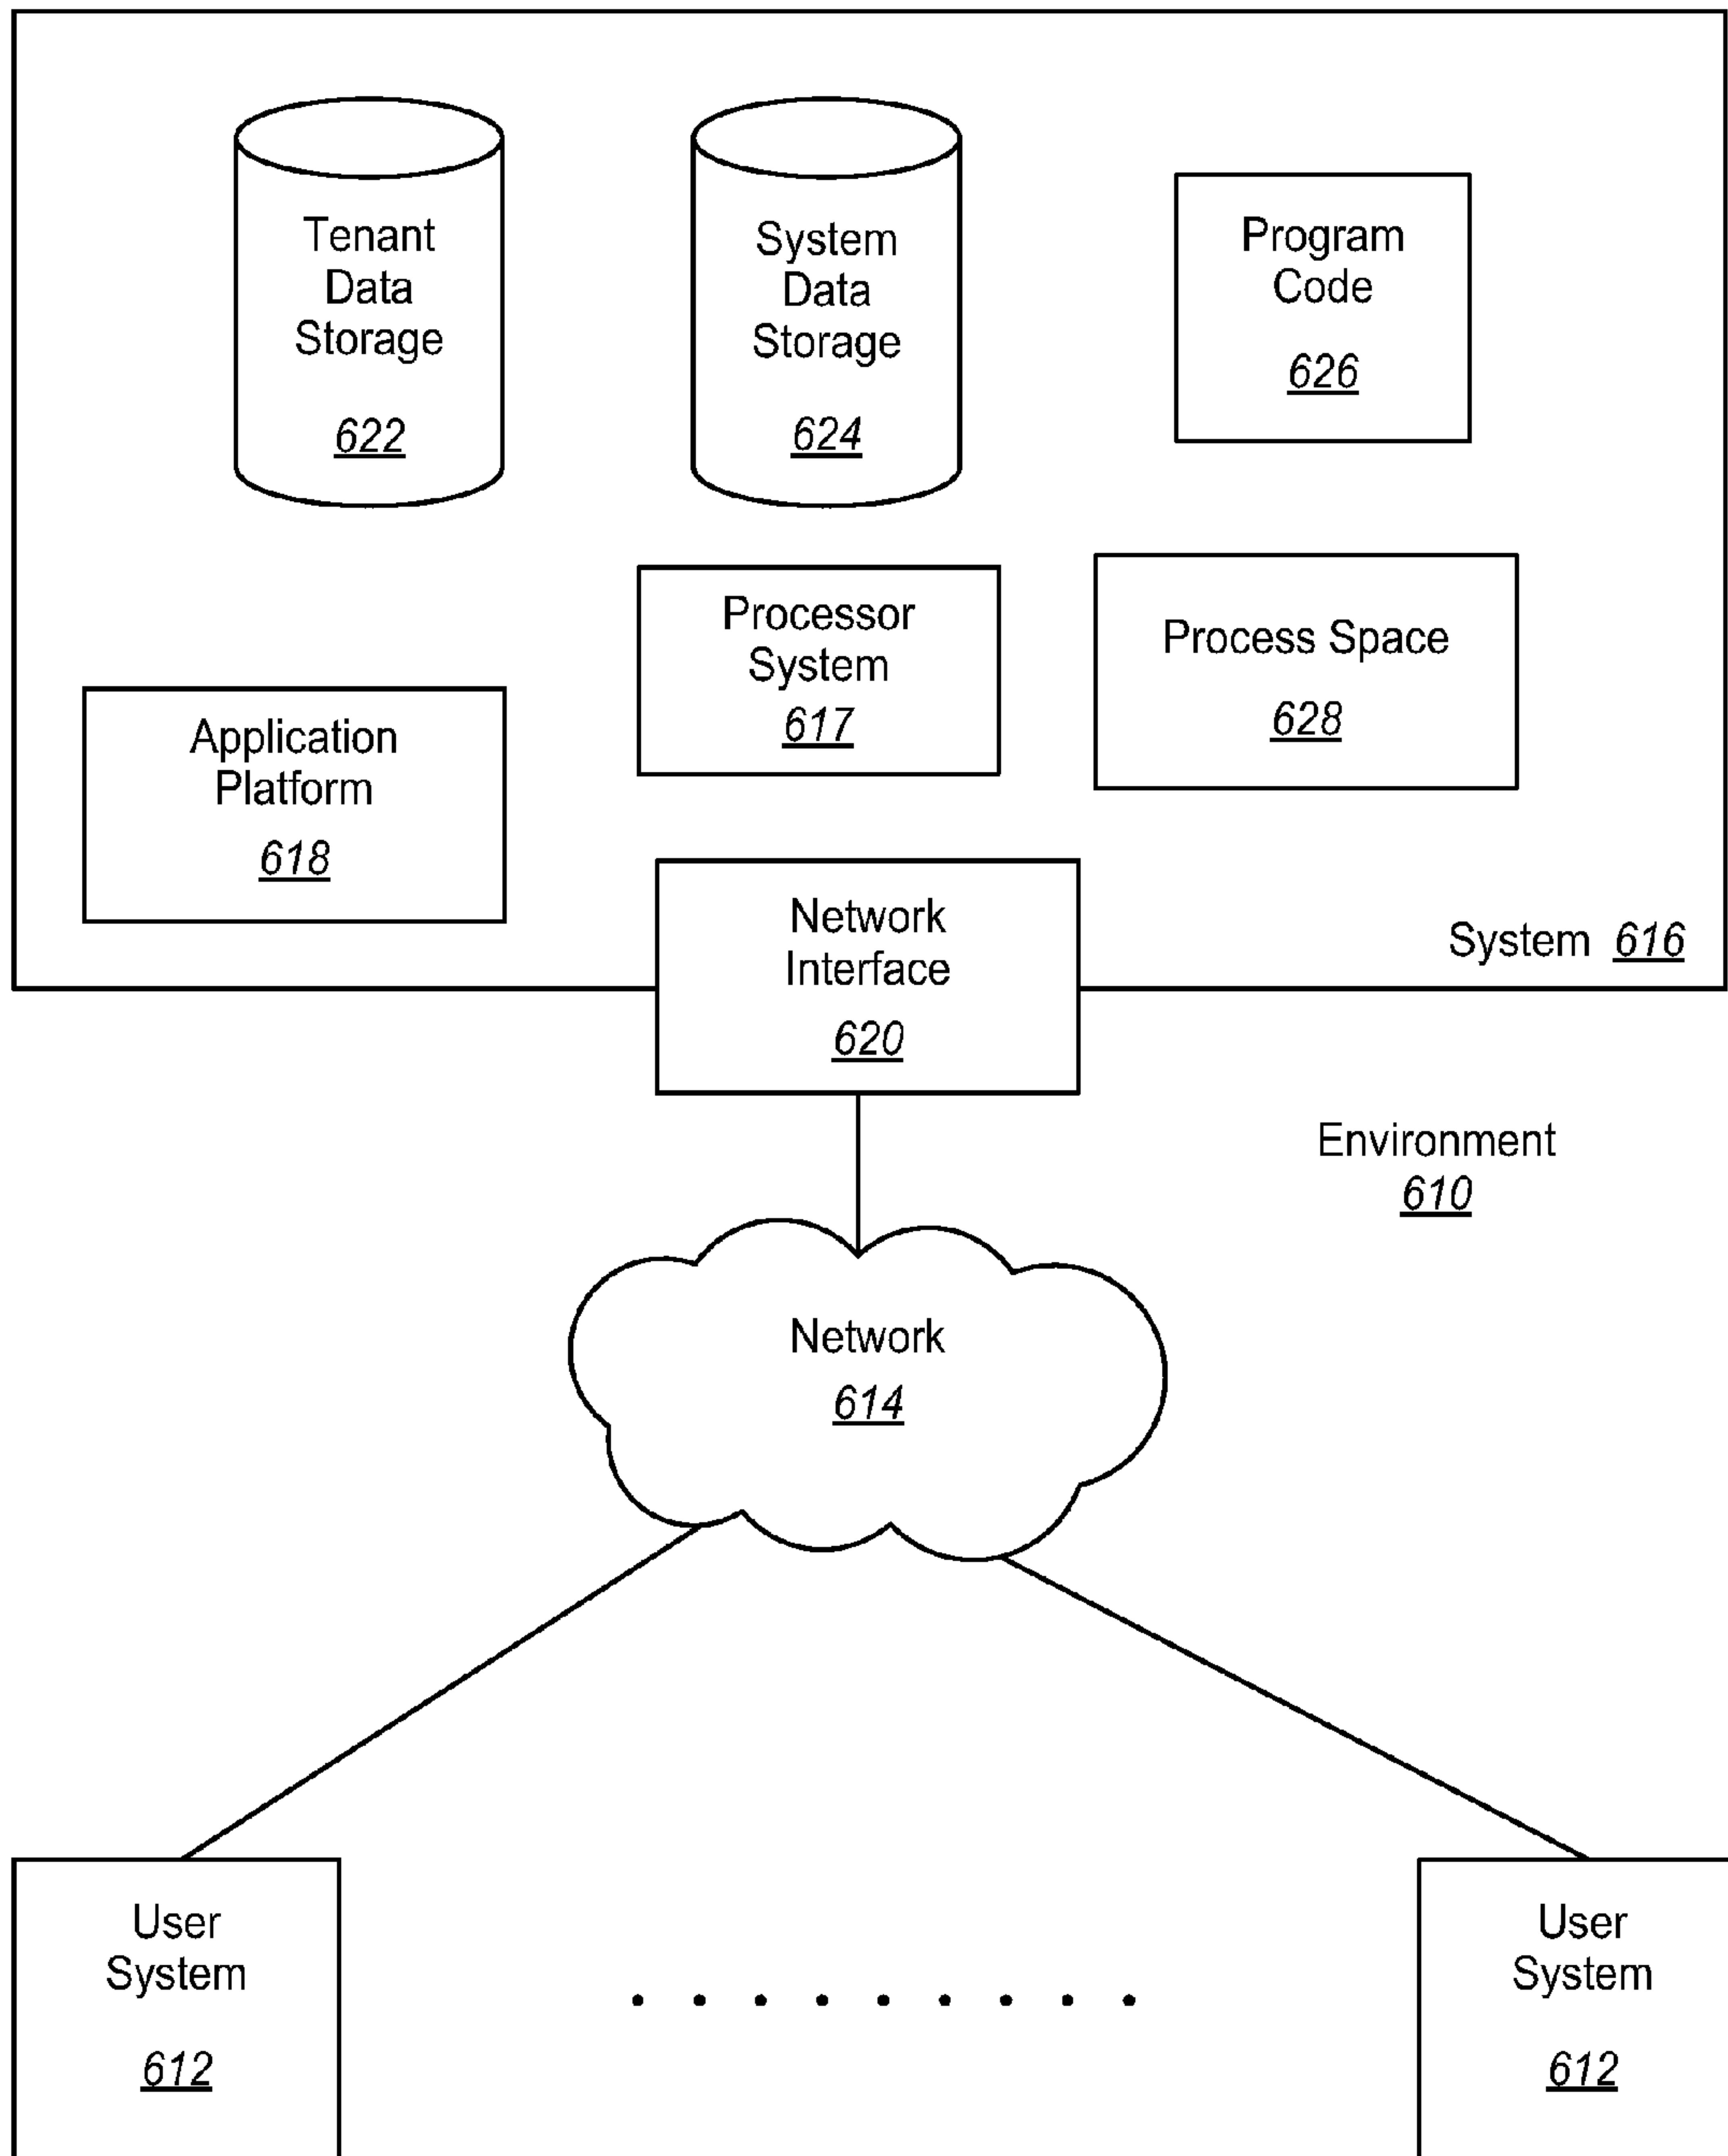 Tenant
Data
Storage
622
System
Data
Storage
624
Program
Code
626
Processor
System
617
Process Space
628
Application
Platform
618
Network
Interface
620
System 616
Environment
610
Network
614
User
System
612
User
System
612